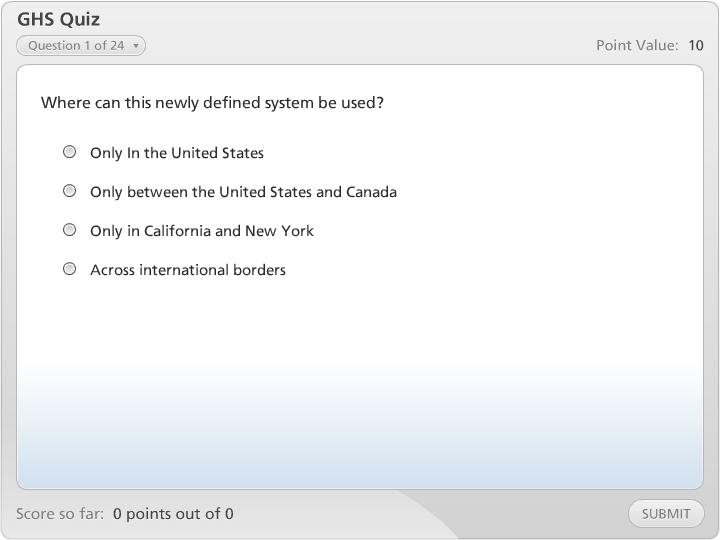 GHS Quiz
Question 1 of 24
Point Value: 10
Where can this newly defined system be used?
Only In the United States
Only between the United States and Canada
Only in California and New York
Across international borders
Score so far: 0 points out of 0
SUBMIT